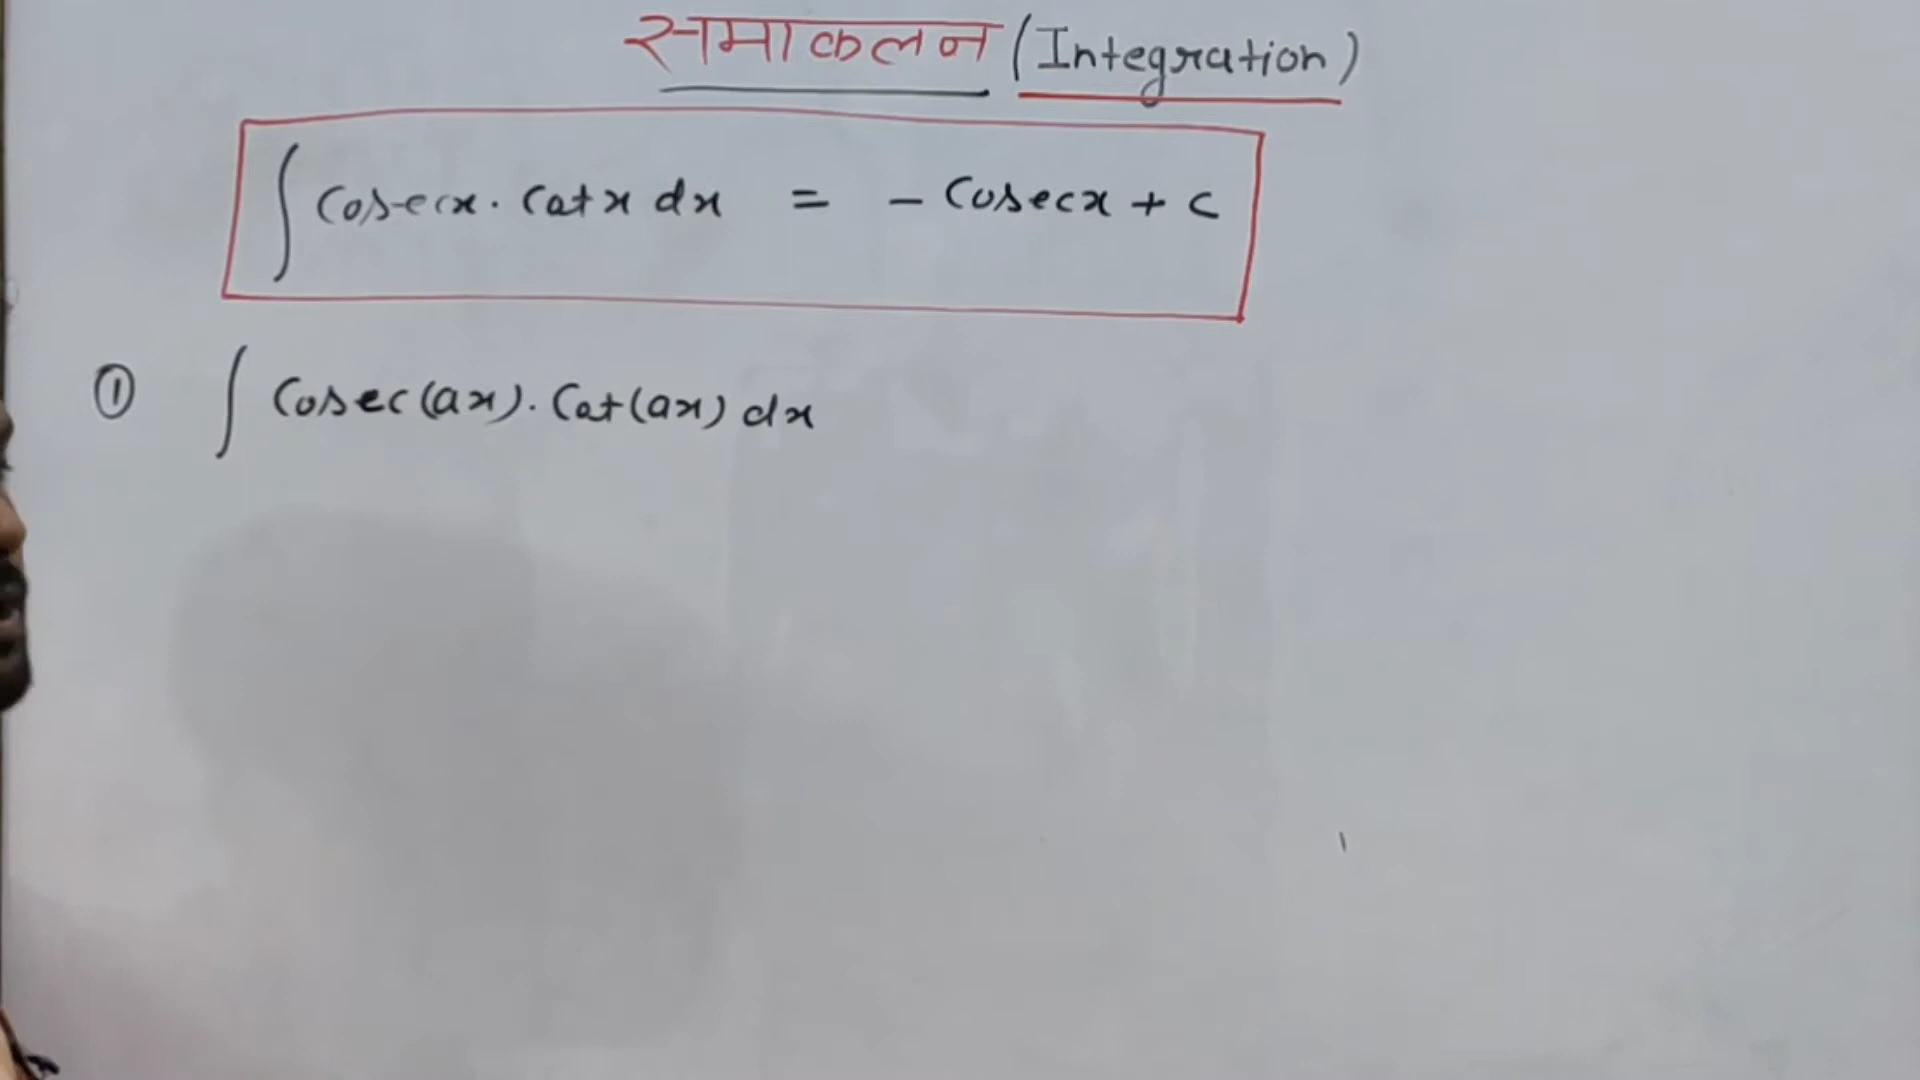 समाकलन (Integration)
∫ Cosecx · Cotx dx = - Cosecx + c
① ∫ Cosec(ax) · Cot(ax) dx